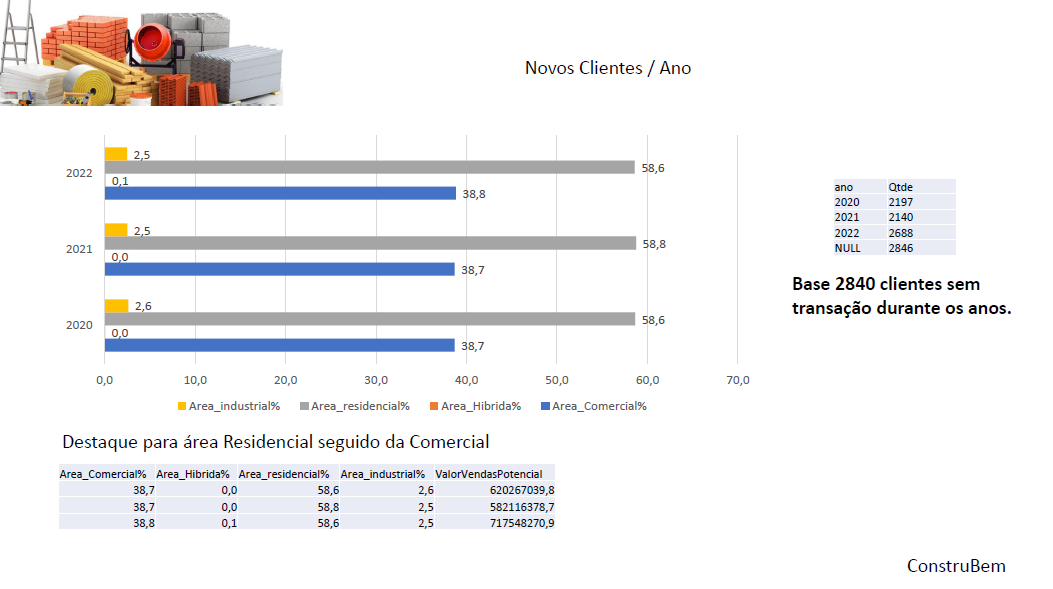 Novos Clientes / Ano
2022
2,5
58,6
0,1
38,8
2021
2,5
58,8
0,0
38,7
2020
2,6
58,6
0,0
38,7
0,0 10,0 20,0 30,0 40,0 50,0 60,0 70,0
Area_industrial% Area_residencial% Area_Hibrida% Area_Comercial%
ano Qtde
2020 2197
2021 2140
2022 2688
NULL 2846
Base 2840 clientes sem
transação durante os anos.
Destaque para área Residencial seguido da Comercial
Area_Comercial% Area_Hibrida% Area_residencial% Area_industrial% ValorVendasPotencial
38,7 0,0 58,6 2,6 620267039,8
38,7 0,0 58,8 2,5 582116378,7
38,8 0,1 58,6 2,5 717548270,9
ConstruBem